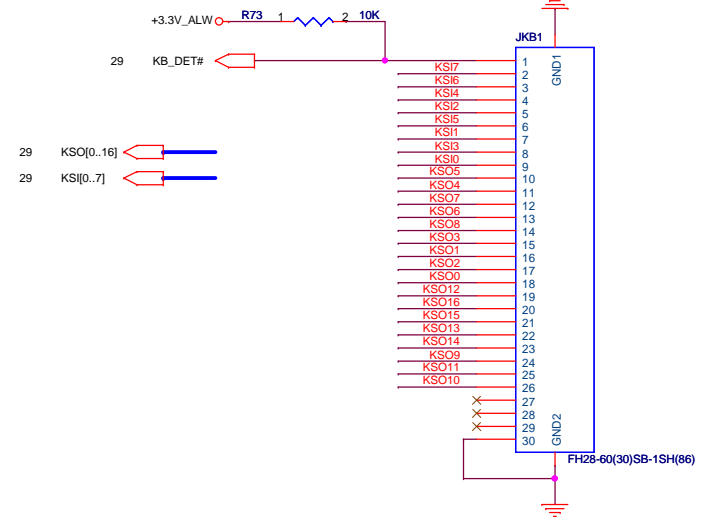 +3.3V_ALW R73 1 2 10K
JKB1
29 KB_DET# 1
KSI7 2
KSI6 3
KSI4 4
KSI2 5
KSI5 6
KSI1 7
KSI3 8
KSI0 9
KSO5 10
KSO4 11
KSO7 12
KSO6 13
KSO8 14
KSO3 15
KSO1 16
KSO2 17
KSO0 18
KSO12 19
KSO16 20
KSO15 21
KSO13 22
KSO14 23
KSO9 24
KSO11 25
KSO10 26
27
28
29
30
GND1
GND2
29 KSO[0..16]
29 KSI[0..7]
FH28-60(30)SB-1SH(86)